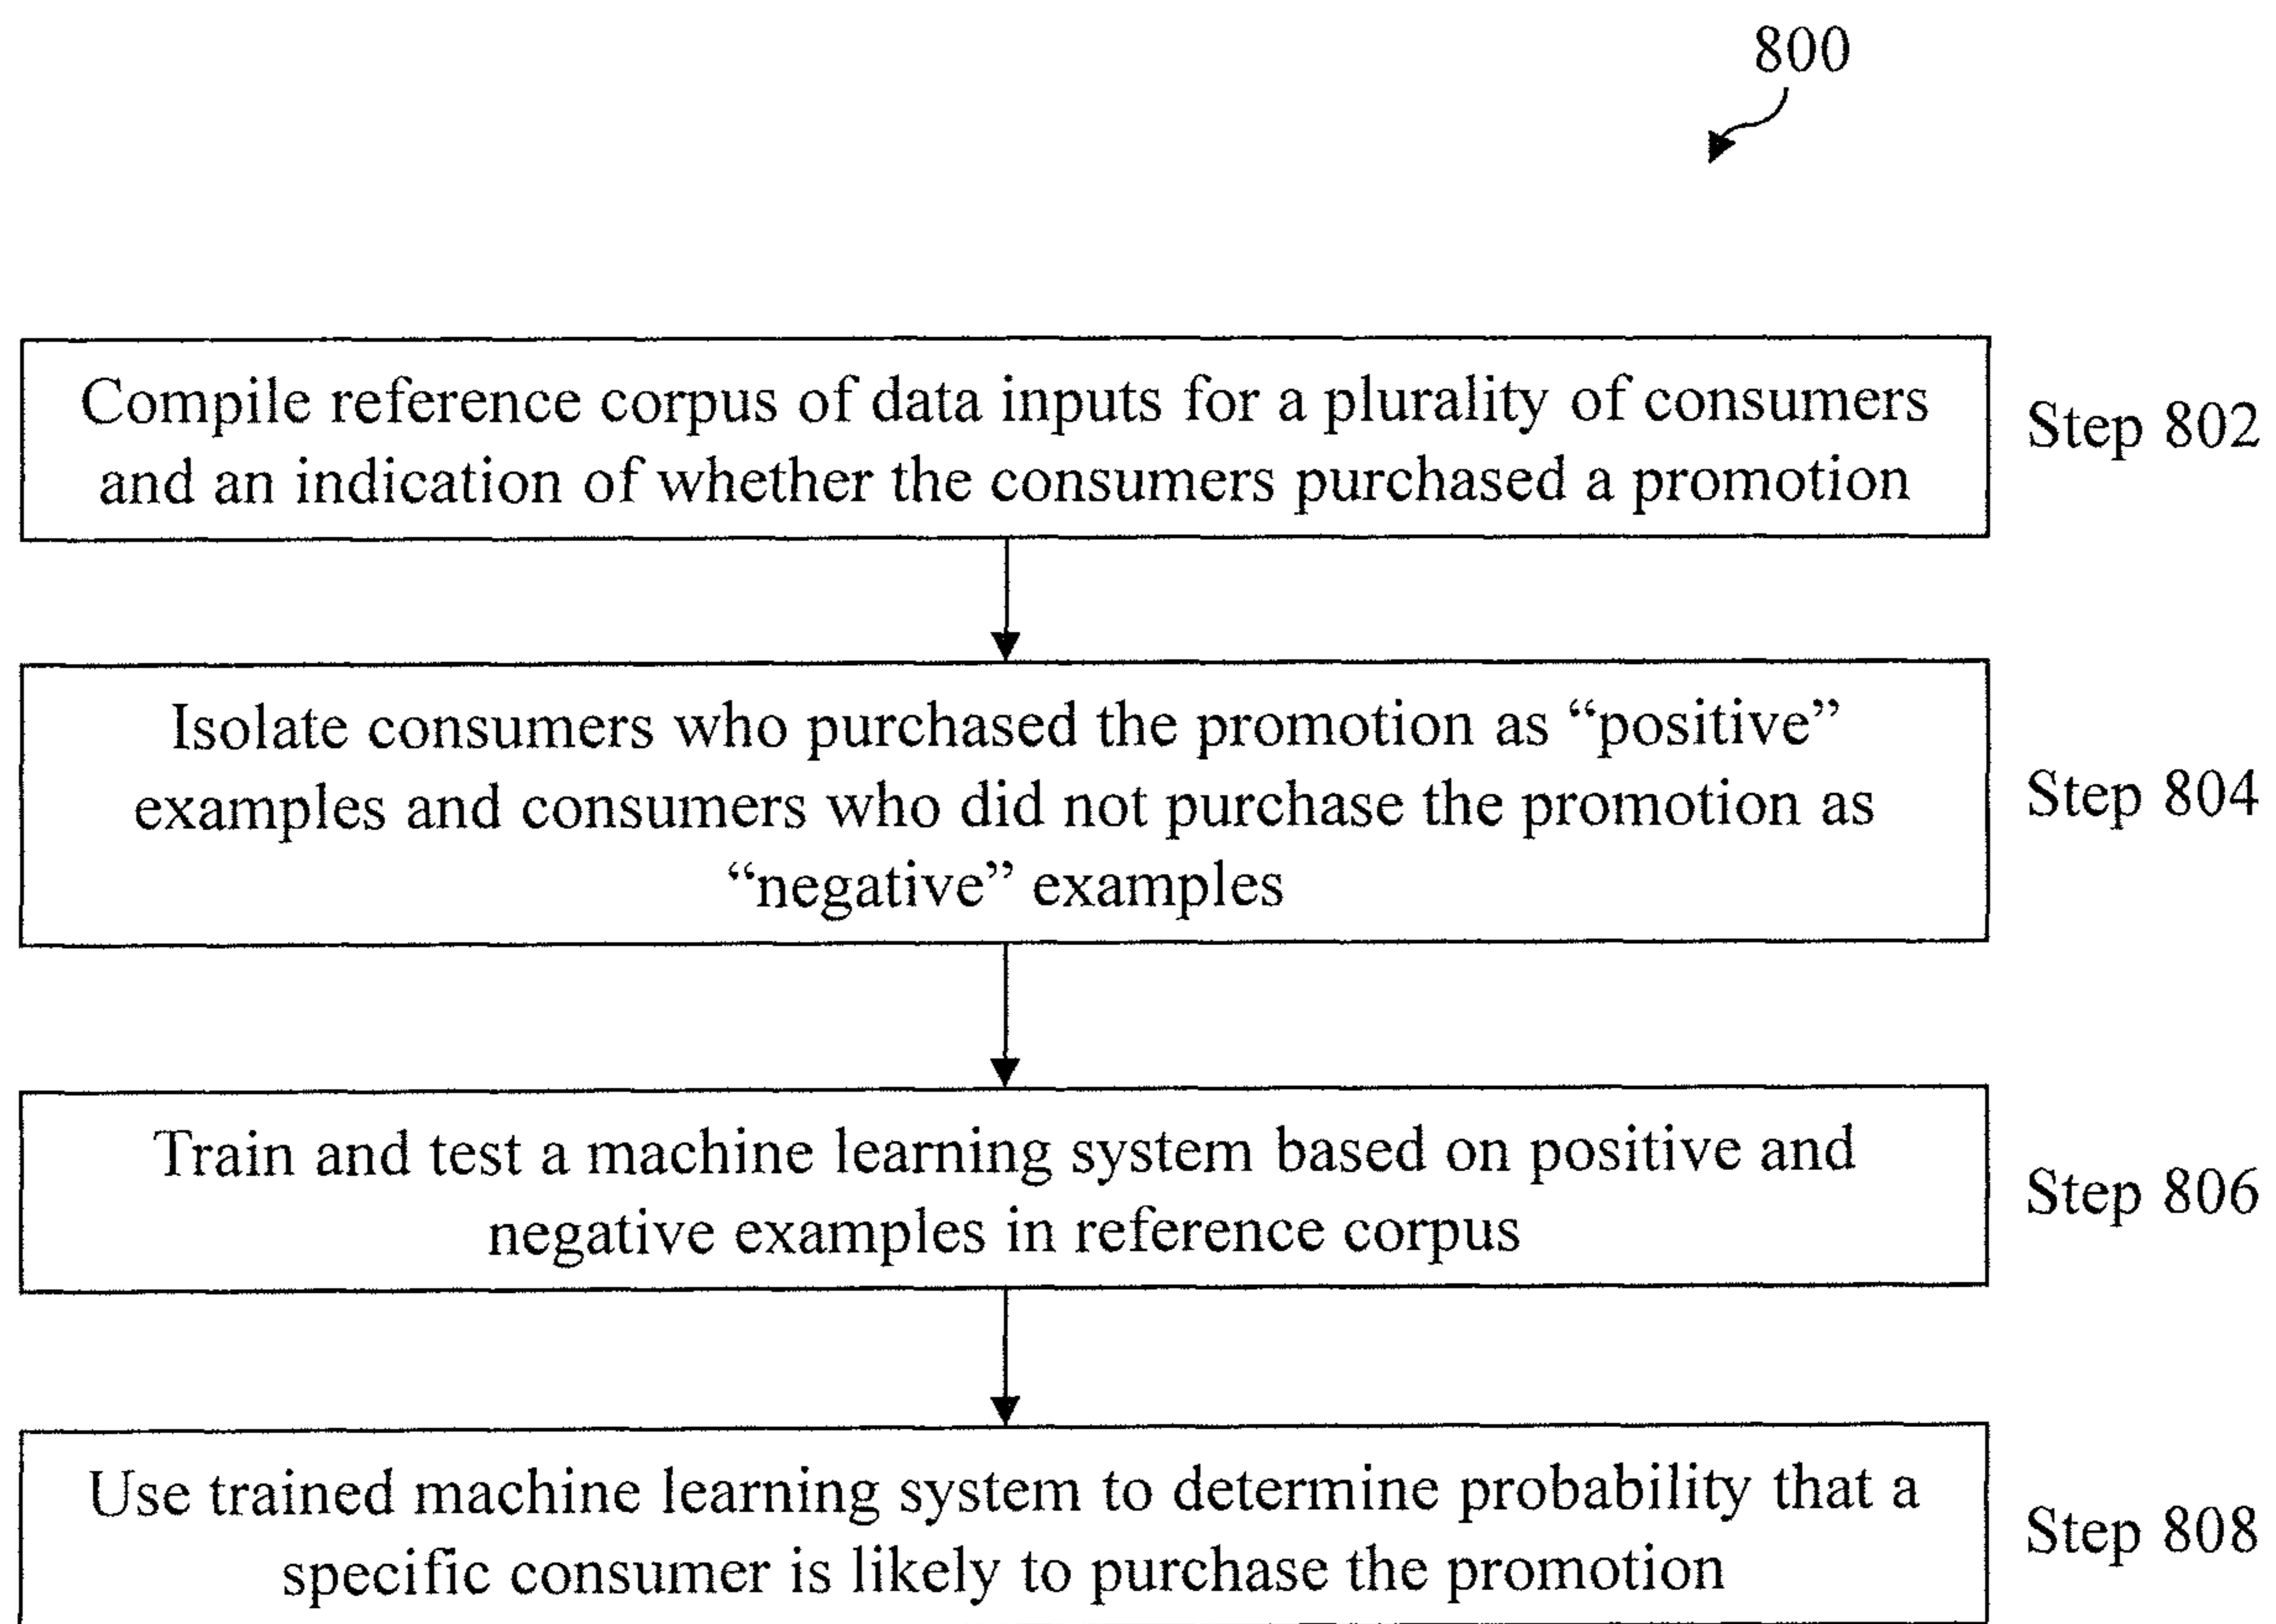 800
Compile reference corpus of data inputs for a plurality of consumers
and an indication of whether the consumers purchased a promotion
Step 802
Isolate consumers who purchased the promotion as “positive”
examples and consumers who did not purchase the promotion as
“negative” examples
Step 804
Train and test a machine learning system based on positive and
negative examples in reference corpus
Step 806
Use trained machine learning system to determine probability that a
specific consumer is likely to purchase the promotion
Step 808